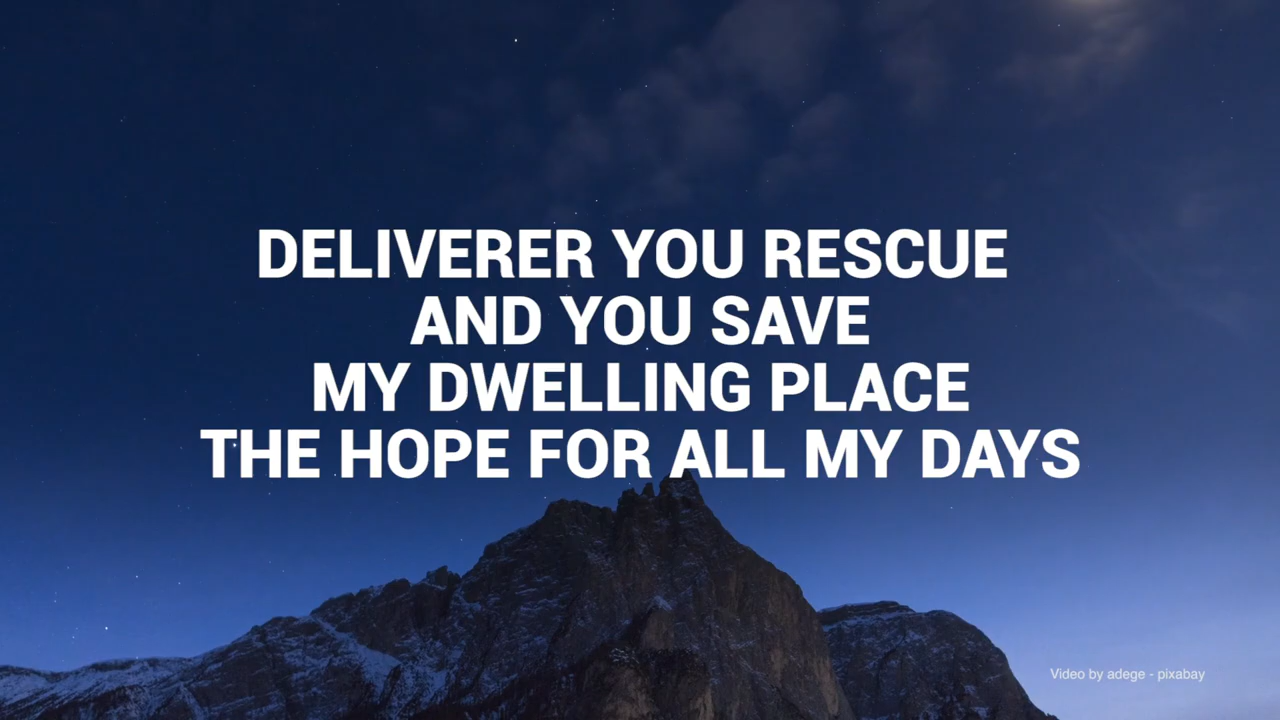 DELIVERER YOU RESCUE
AND YOU SAVE
MY DWELLING PLACE
THE HOPE FOR ALL MY DAYS
Video by adege - pixabay